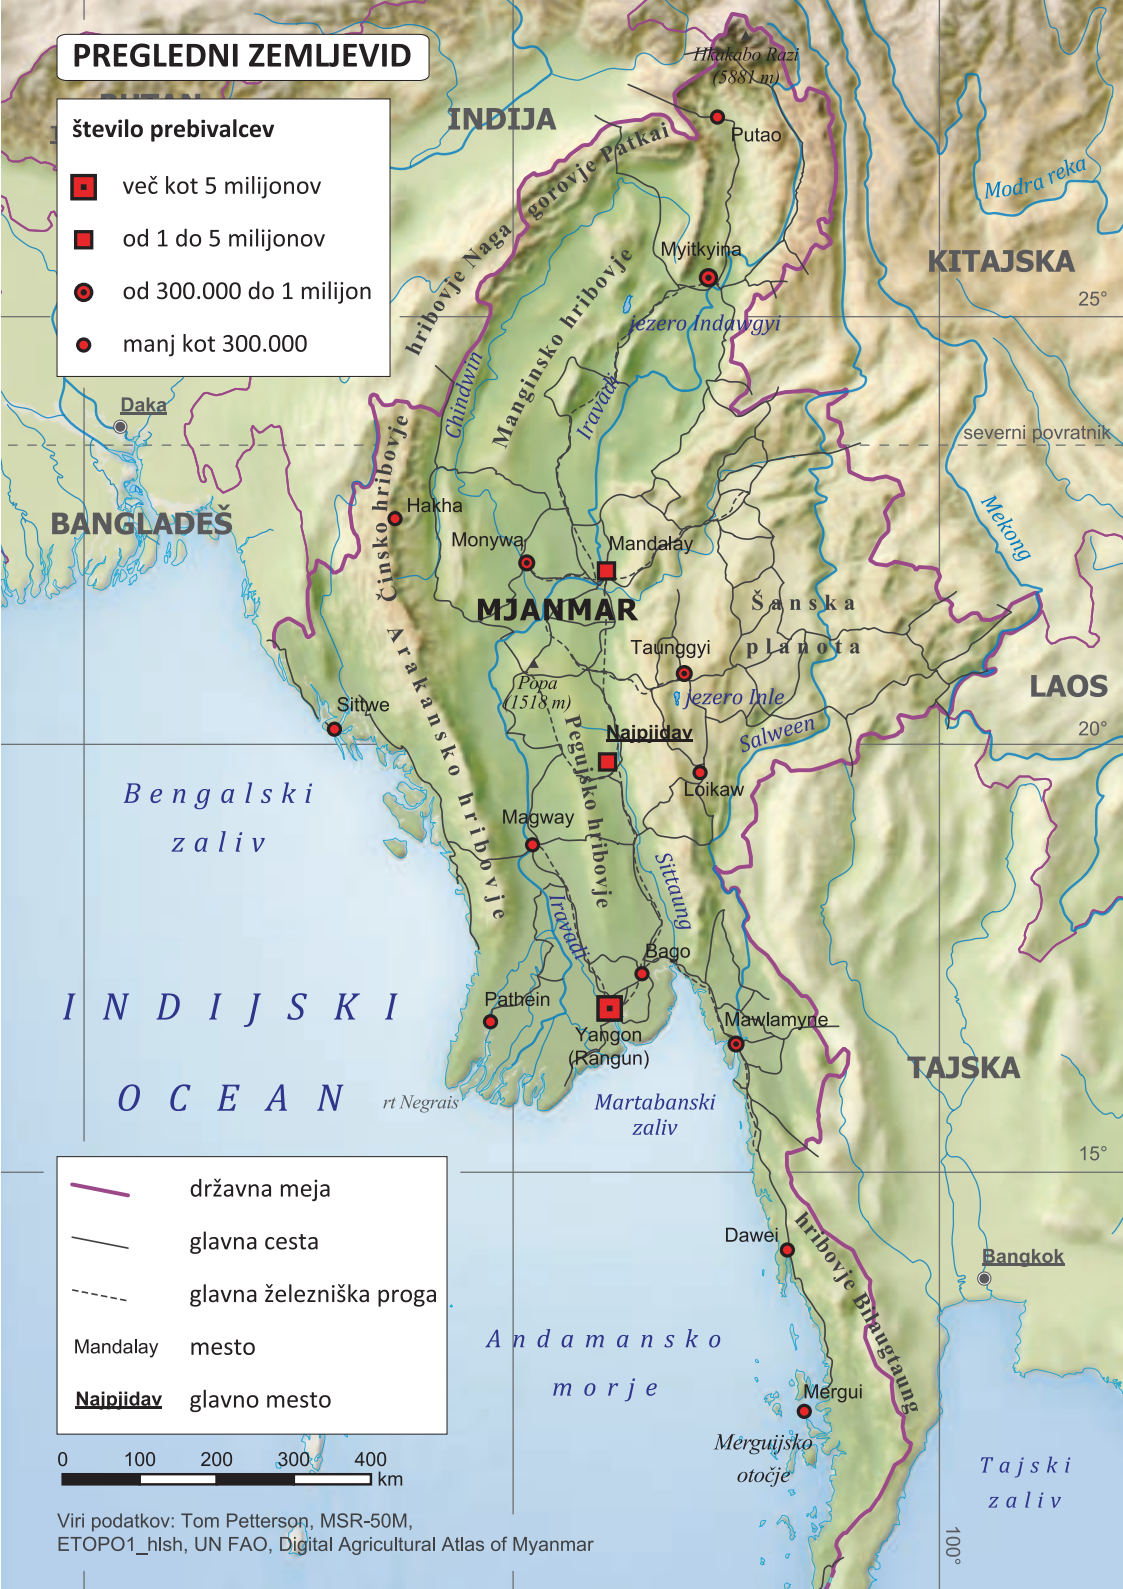 PREGLEDNI ZEMLJEVID
število prebivalcev
več kot 5 milijonov
od 1 do 5 milijonov
od 300.000 do 1 milijon
manj kot 300.000
INDIJA
Hkakabo Razi
(5881 m)
Putao
gorovje Patkai
hribovje Naga
Modra reka
Myitkyina
KITAJSKA
25°
jezero Indawgyi
Manginsko hribovje
Chindwin
Iravadi
Daka
severni povratnik
Činsko hribovje
Hakha
BANGLADEŠ
Monywa
Mandalay
Mekong
MJANMAR
Šanska
planota
Taunggyi
Arakansko hribovje
Popa
(1518 m)
jezero Inle
LAOS
Sittwe
Najpjidav
Salween
20°
Pegujsko hribovje
Loikaw
Bengalski
zaliv
Magway
Sittaung
Iravadi
Bago
INDIJSKI
OCEAN
Pathein
Yangon
(Rangun)
Mawlamyne
TAJSKA
rt Negrais
Martabanski
zaliv
15°
državna meja
glavna cesta
glavna železniška proga
Mandalay mesto
Najpjidav glavno mesto
Dawei
hribovje Bilaugtaung
Bangkok
Andamansko
morje
Mergui
Merguijsko
otočje
Tajski
zaliv
0 100 200 300 400
km
100°
Viri podatkov: Tom Petterson, MSR-50M,
ETOPO1_hlsh, UN FAO, Digital Agricultural Atlas of Myanmar